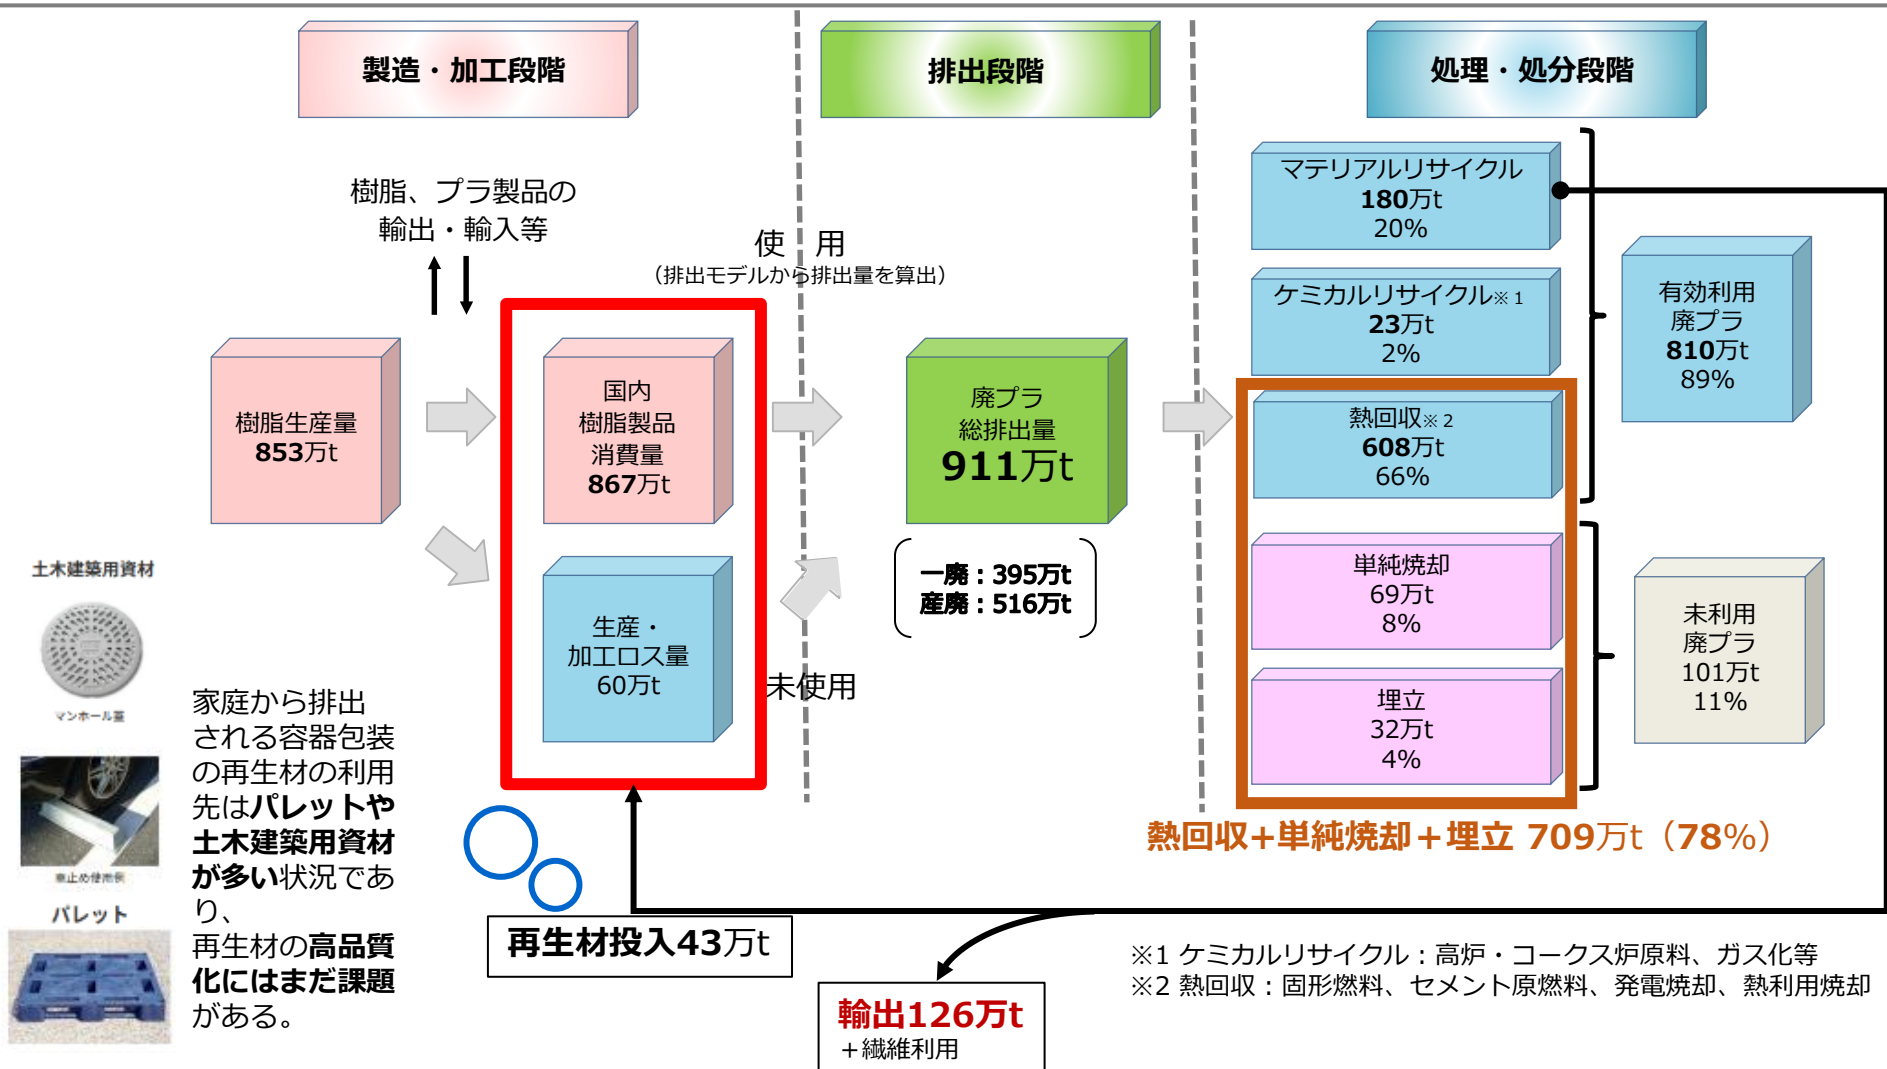 製造・加工段階
排出段階
処理・処分段階
樹脂、プラ製品の
輸出・輸入等
使　用
（排出モデルから排出量を算出）
樹脂生産量
853万t
国内
樹脂製品
消費量
867万t
生産・
加工ロス量
60万t
未使用
廃プラ
総排出量
911万t
一廃：395万t
産廃：516万t
マテリアルリサイクル
180万t
20%
ケミカルリサイクル※1
23万t
2%
熱回収※2
608万t
66%
単純焼却
69万t
8%
埋立
32万t
4%
有効利用
廃プラ
810万t
89%
未利用
廃プラ
101万t
11%
熱回収+単純焼却＋埋立 709万t（78%）
土木建築用資材
マンホール蓋
車止め使用例
パレット
家庭から排出
される容器包装
の再生材の利用
先はパレットや
土木建築用資材
が多い状況であ
り、
再生材の高品質
化にはまだ課題
がある。
再生材投入43万t
輸出126万t
＋繊維利用
※1 ケミカルリサイクル：高炉・コークス炉原料、ガス化等
※2 熱回収：固形燃料、セメント原燃料、発電焼却、熱利用焼却